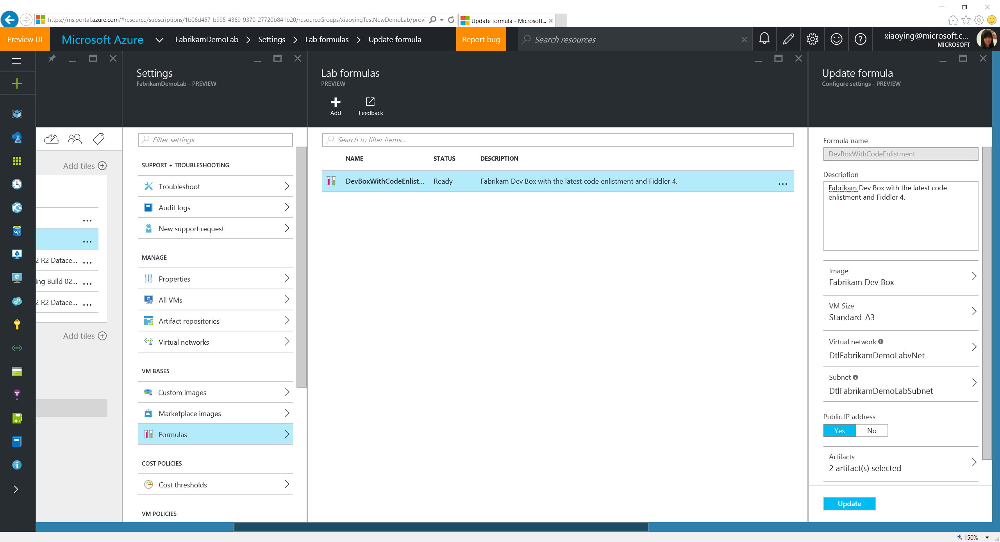 https://ms.portal.azure.com/#resource/subscriptions/1b06d457-b995-4369-9370-27720b841b20/resourceGroups/xiaoyingTestNewDemoLab/provi
Update formula - Microsoft...
Preview UI
Microsoft Azure
FabrikamDemoLab
Settings
Lab formulas
Update formula
Report bug
Search resources
xiaoying@microsoft.c...
MICROSOFT
Add tiles
2 R2 Datace...
ing Build 02...
2 R2 Datace...
Add tiles
SQL
Settings
FabrikamDemoLab - PREVIEW
Filter settings
SUPPORT + TROUBLESHOOTING
Troubleshoot
Audit logs
New support request
MANAGE
Properties
All VMs
Artifact repositories
Virtual networks
VM BASES
Custom images
Marketplace images
Formulas
COST POLICIES
Cost thresholds
VM POLICIES
Lab formulas
PREVIEW
Add
Feedback
Search to filter items...
NAME STATUS DESCRIPTION
DevBoxWithCodeEnlist... Ready Fabrikam Dev Box with the latest code enlistment and Fiddler 4. ...
Update formula
Configure settings - PREVIEW
Formula name
DevBoxWithCodeEnlistment
Description
Fabrikam Dev Box with the latest code
enlistment and Fiddler 4.
Image
Fabrikam Dev Box
VM Size
Standard_A3
Virtual network
DtlFabrikamDemoLabvNet
Subnet
DtlFabrikamDemoLabSubnet
Public IP address
Yes No
Artifacts
2 artifact(s) selected
Update
150%